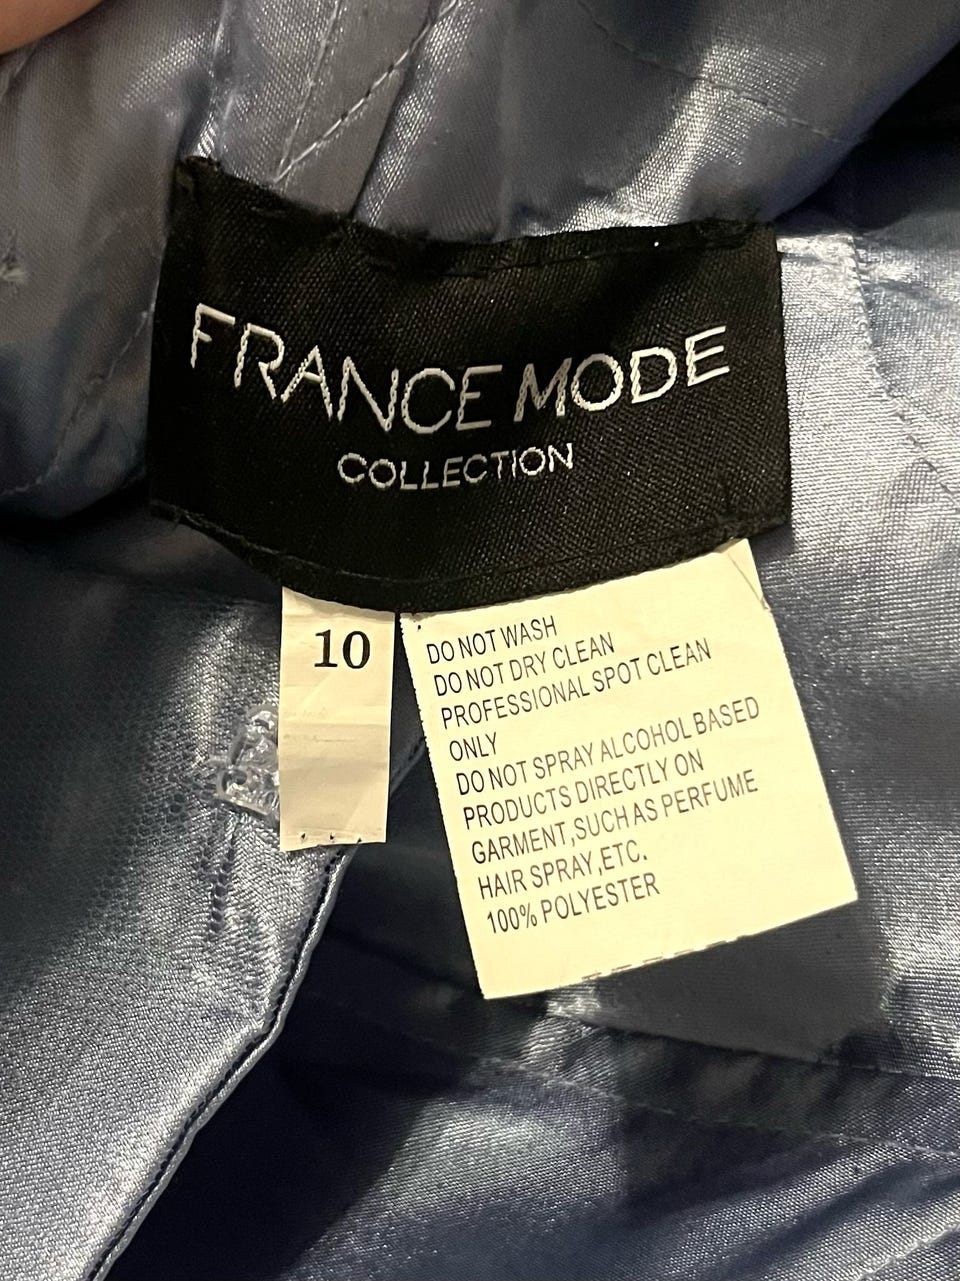 FRANCE MODE
COLLECTION
10
DO NOT WASH
DO NOT DRY CLEAN
PROFESSIONAL SPOT CLEAN
ONLY
DO NOT SPRAY ALCOHOL BASED
PRODUCTS DIRECTLY ON
GARMENT,SUCH AS PERFUME
HAIR SPRAY,ETC.
100% POLYESTER